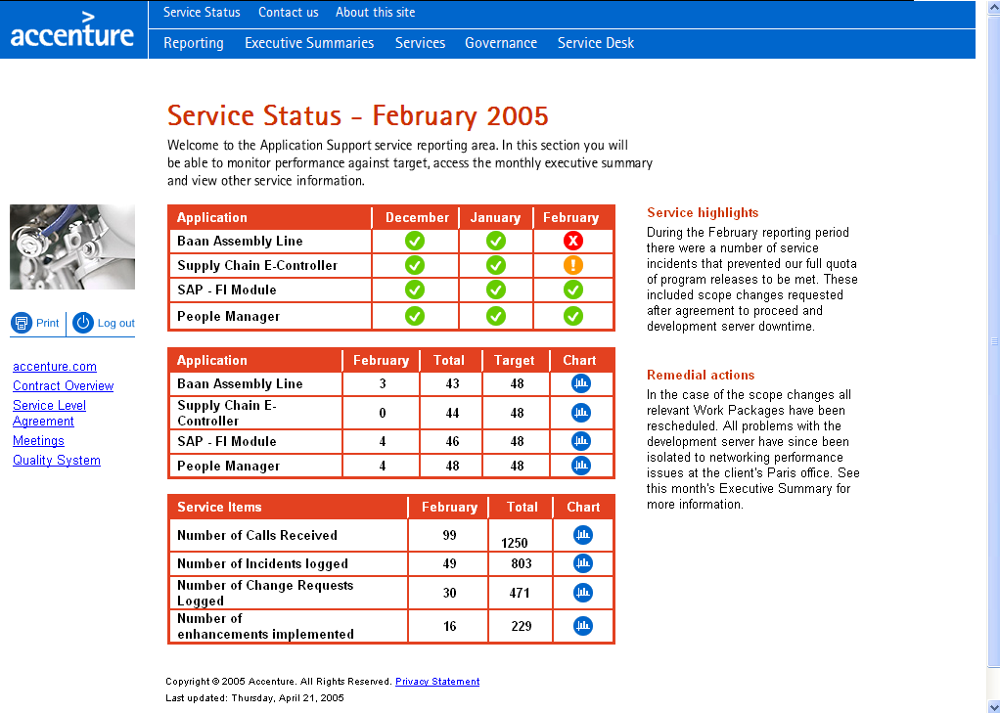 Service Status Contact us About this site
accenture
Reporting Executive Summaries Services Governance Service Desk
Service Status - February 2005
Welcome to the Application Support service reporting area. In this section you will
be able to monitor performance against target, access the monthly executive summary
and view other service information.
Print Log out
accenture.com
Contract Overview
Service Level
Agreement
Meetings
Quality System
Application December January February
Baan Assembly Line
Supply Chain E-Controller
SAP - FI Module
People Manager
Application February Total Target Chart
Baan Assembly Line 3 43 48
Supply Chain E-
Controller 0 44 48
SAP - FI Module 4 46 48
People Manager 4 48 48
Service Items February Total Chart
Number of Calls Received 99 1250
Number of Incidents logged 49 803
Number of Change Requests
Logged 30 471
Number of
enhancements implemented 16 229
Service highlights
During the February reporting period
there were a number of service
incidents that prevented our full quota
of program releases to be met. These
included scope changes requested
after agreement to proceed and
development server downtime.
Remedial actions
In the case of the scope changes all
relevant Work Packages have been
rescheduled. All problems with the
development server have since been
isolated to networking performance
issues at the client's Paris office. See
this month's Executive Summary for
more information.
Copyright © 2005 Accenture. All Rights Reserved. Privacy Statement
Last updated: Thursday, April 21, 2005